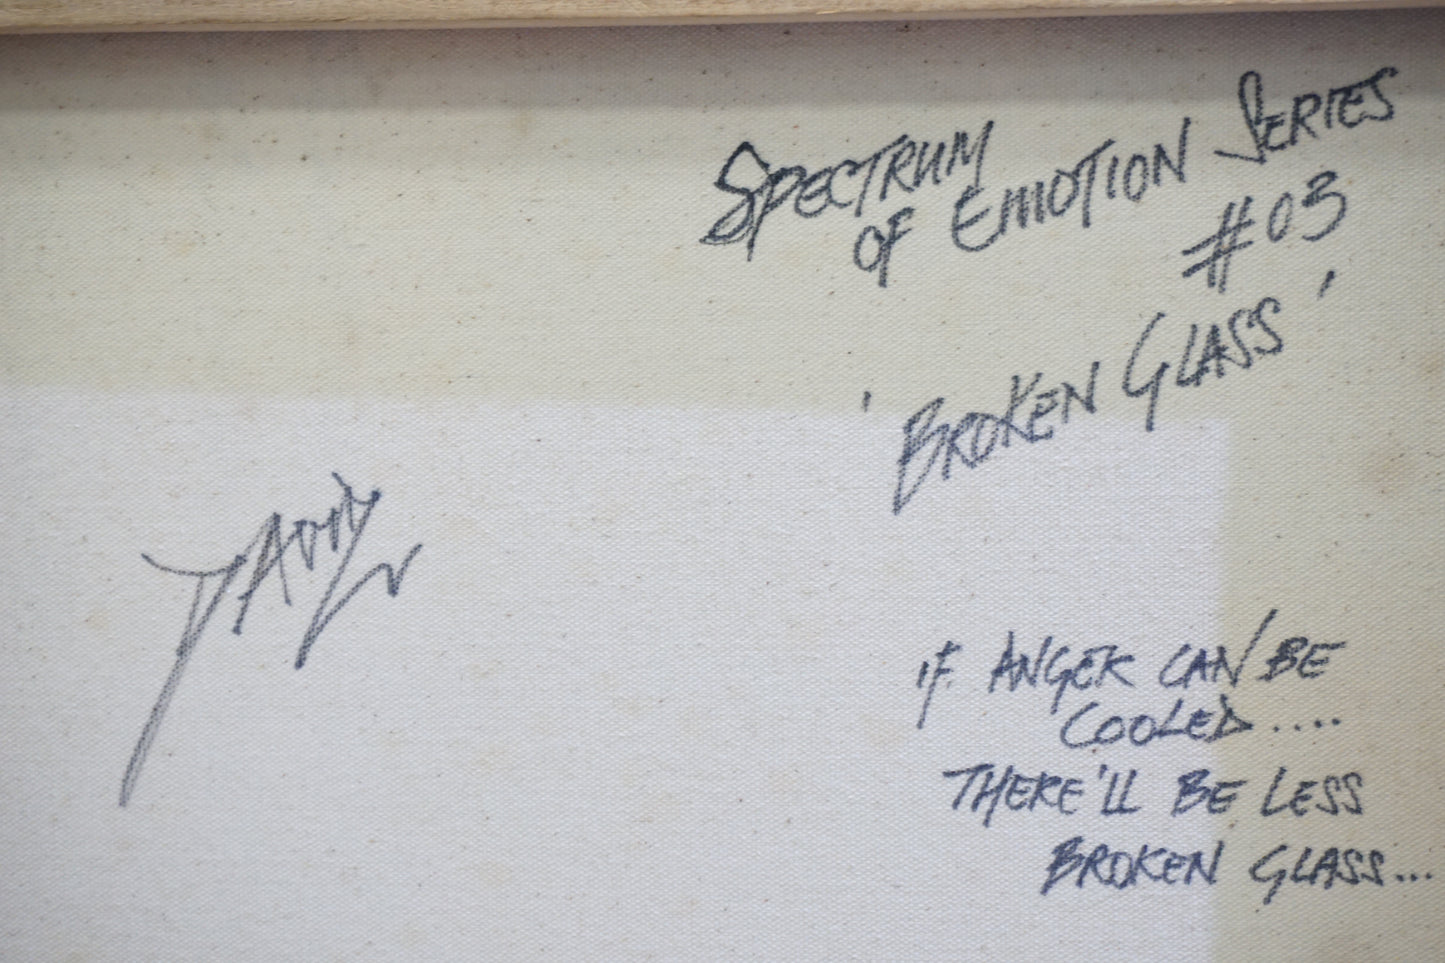 SPECTRUM
OF EMOTION SERIES
#03
'BROKEN GLASS'
IF ANGER CAN BE
COOLED....
THERE'LL BE LESS
BROKEN GLASS...